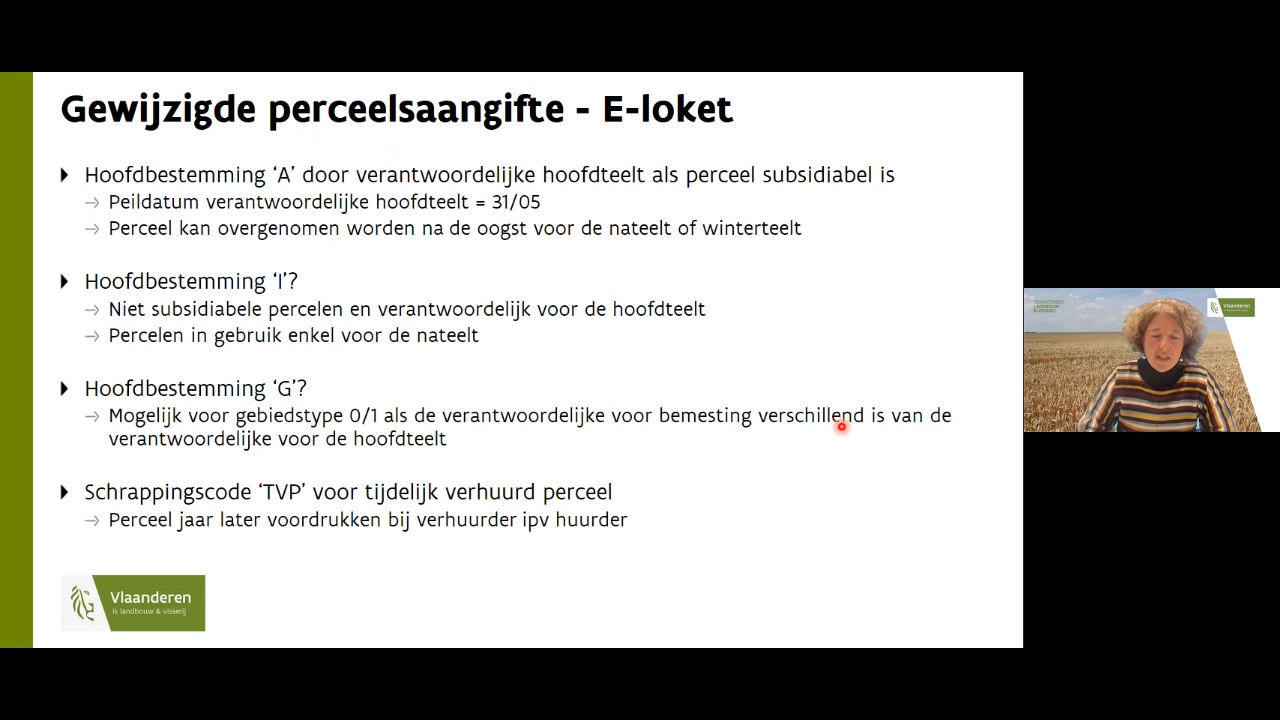 Gewijzigde perceelsaangifte - E-loket
Hoofdbestemming ‘A’ door verantwoordelijke hoofdteelt als perceel subsidiabel is
→ Peildatum verantwoordelijke hoofdteelt = 31/05
→ Perceel kan overgenomen worden na de oogst voor de nateelt of winterteelt
Hoofdbestemming ‘I’?
→ Niet subsidiabele percelen en verantwoordelijk voor de hoofdteelt
→ Percelen in gebruik enkel voor de nateelt
Hoofdbestemming ‘G’?
→ Mogelijk voor gebiedstype 0/1 als de verantwoordelijke voor bemesting verschillend is van de
verantwoordelijke voor de hoofdteelt
Schrappingscode ‘TVP’ voor tijdelijk verhuurd perceel
→ Perceel jaar later voordrukken bij verhuurder ipv huurder
Vlaanderen
is landbouw & visserij
DEPARTEMENT
LANDBOUW
& VISSERIJ
Vlaanderen